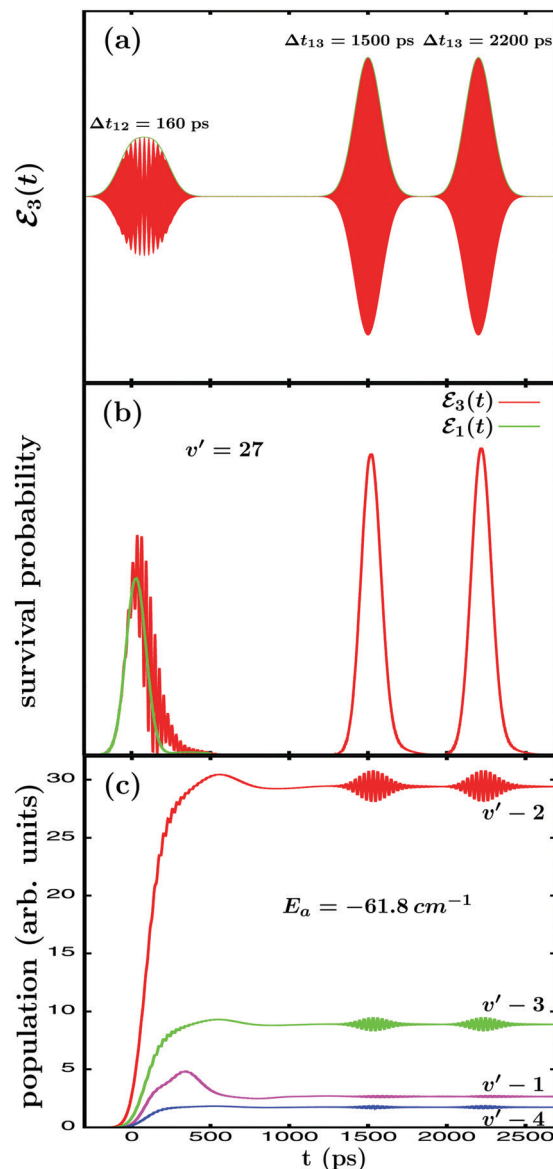 (a)
Δt₁₃ = 1500 ps Δt₁₃ = 2200 ps
Δt₁₂ = 160 ps
ℰ₃(t)
(b)
ℰ₃(t)
ℰ₁(t)
v′ = 27
survival probability
(c)
30
v′ − 2
25
20
Eₐ = −61.8 cm⁻¹
15
v′ − 3
10
5
v′ − 1
0
v′ − 4
population (arb. units)
0 500 1000 1500 2000 2500
t (ps)